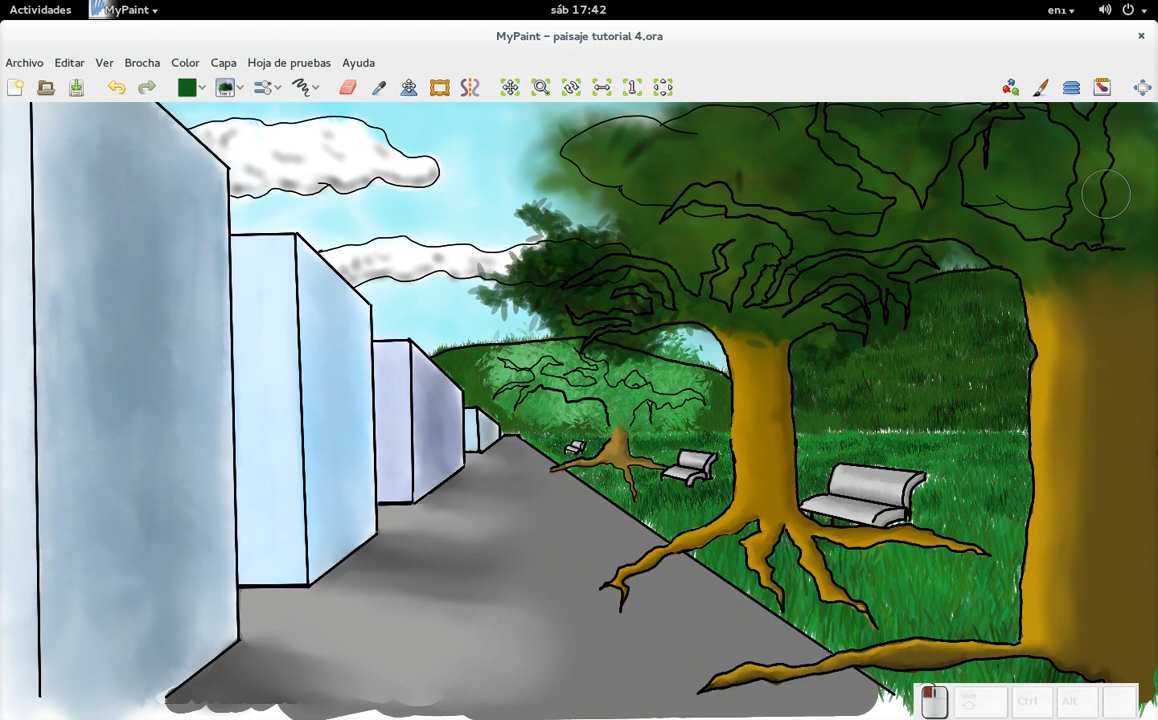 Actividades MyPaint sáb 17:42 en₁
MyPaint – paisaje tutorial 4.ora ×
Archivo Editar Ver Brocha Color Capa Hoja de pruebas Ayuda
1
Ctrl Alt